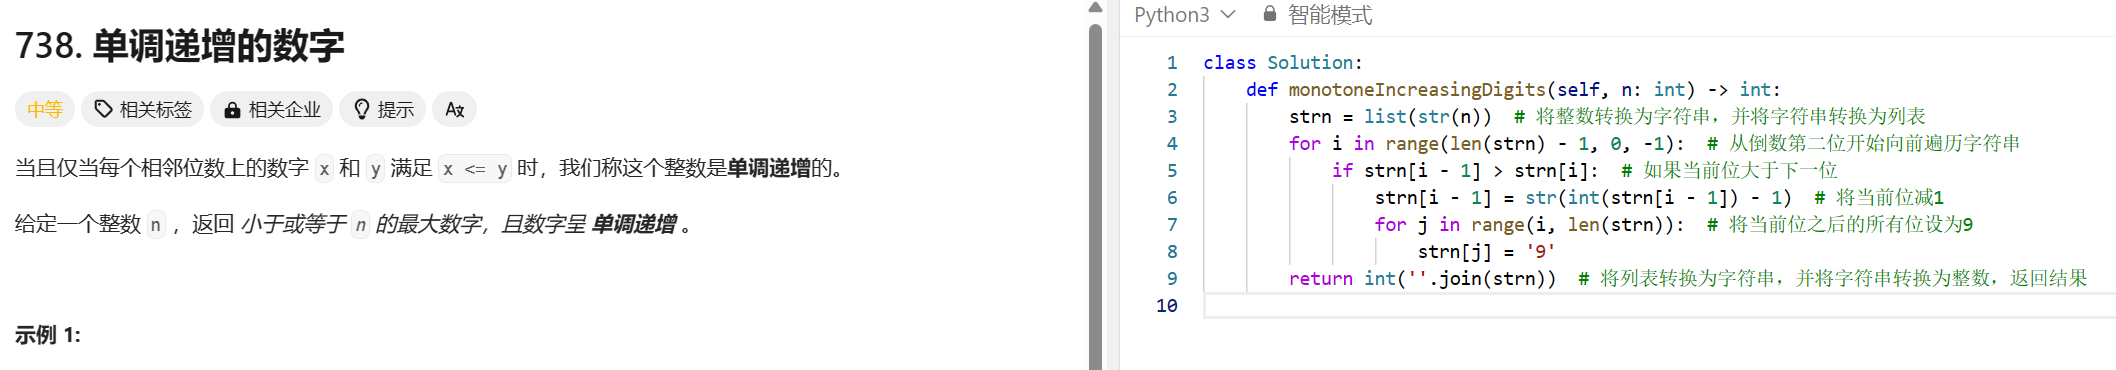 738. 单调递增的数字
中等 相关标签 相关企业 提示
当且仅当每个相邻位数上的数字 x 和 y 满足 x <= y 时，我们称这个整数是单调递增的。
给定一个整数 n ，返回 小于或等于 n 的最大数字，且数字呈 单调递增 。
示例 1:
Python3 智能模式
1 class Solution:
2     def monotoneIncreasingDigits(self, n: int) -> int:
3         strn = list(str(n))  # 将整数转换为字符串，并将字符串转换为列表
4         for i in range(len(strn) - 1, 0, -1):  # 从倒数第二位开始向前遍历字符串
5             if strn[i - 1] > strn[i]:  # 如果当前位大于下一位
6                 strn[i - 1] = str(int(strn[i - 1]) - 1)  # 将当前位减1
7                 for j in range(i, len(strn)):  # 将当前位之后的所有位设为9
8                     strn[j] = '9'
9         return int(''.join(strn))  # 将列表转换为字符串，并将字符串转换为整数，返回结果
10